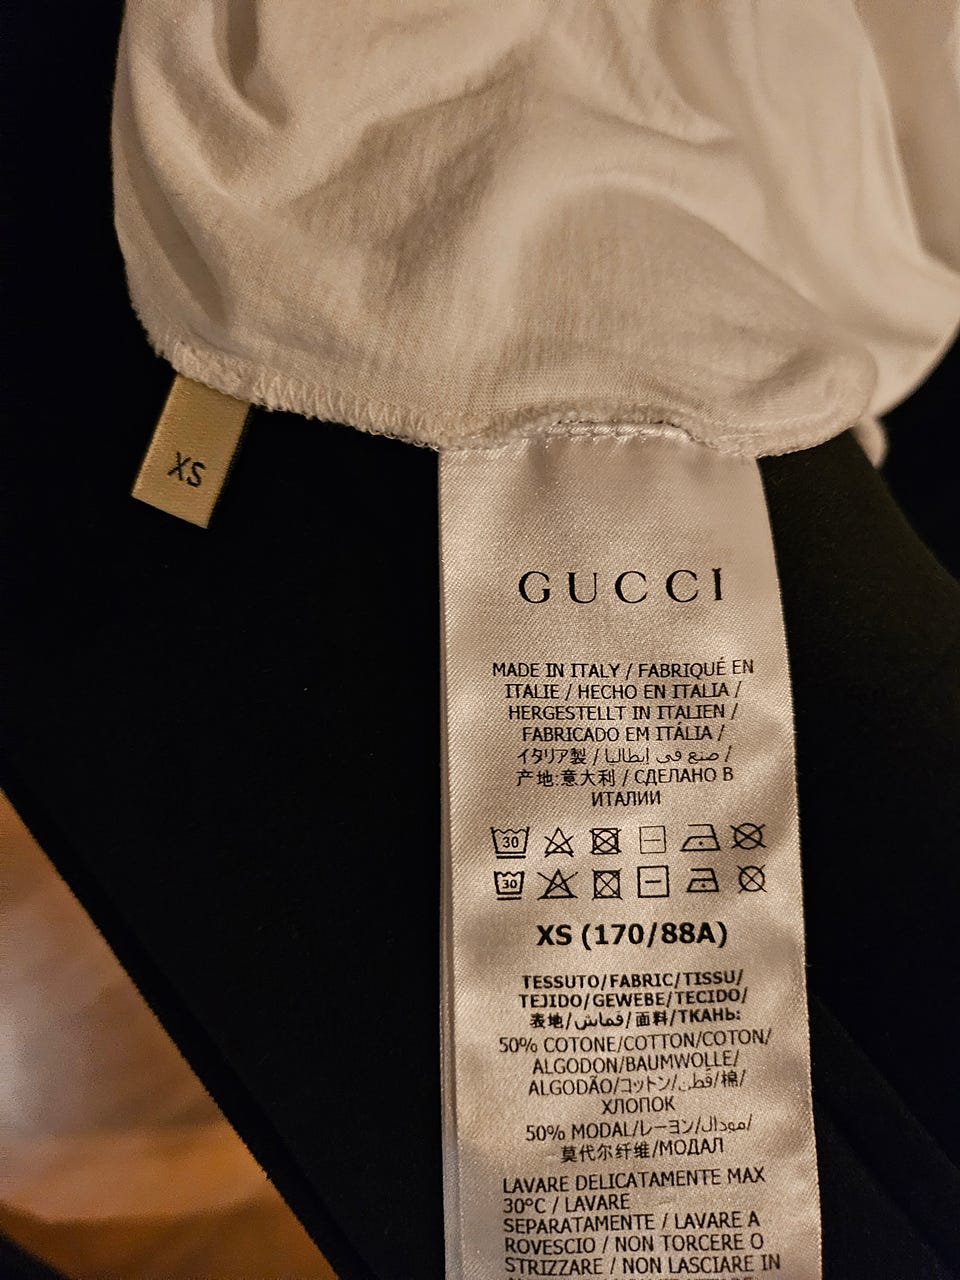 XS
GUCCI
MADE IN ITALY / FABRIQUÉ EN
ITALIE / HECHO EN ITALIA /
HERGESTELLT IN ITALIEN /
FABRICADO EM ITÁLIA /
イタリア製 / صنع في إيطاليا /
产地:意大利 / СДЕЛАНО В
ИТАЛИИ
30
30
XS (170/88A)
TESSUTO/FABRIC/TISSU/
TEJIDO/GEWEBE/TECIDO/
表地/قماش/面料/ТКАНЬ:
50% COTONE/COTTON/COTON/
ALGODON/BAUMWOLLE/
ALGODÃO/コットン/قطن/棉/
ХЛОПОК
50% MODAL/レーヨン/مودال/
莫代尔纤维/МОДАЛ
LAVARE DELICATAMENTE MAX
30°C / LAVARE
SEPARATAMENTE / LAVARE A
ROVESCIO / NON TORCERE O
STRIZZARE / NON LASCIARE IN